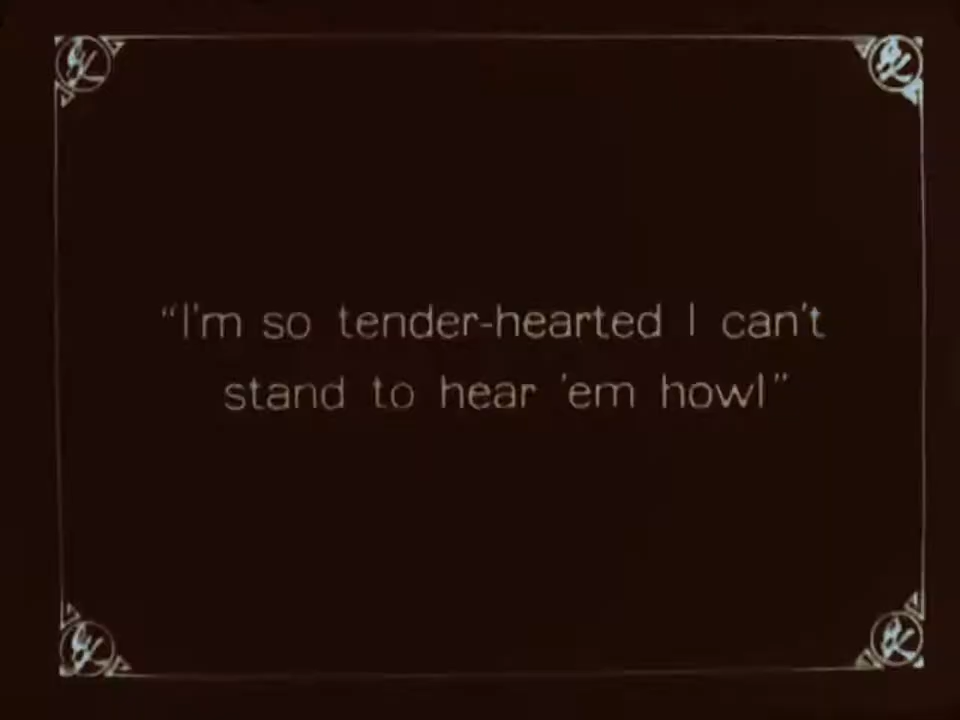 “I'm so tender-hearted I can't
stand to hear 'em howl”